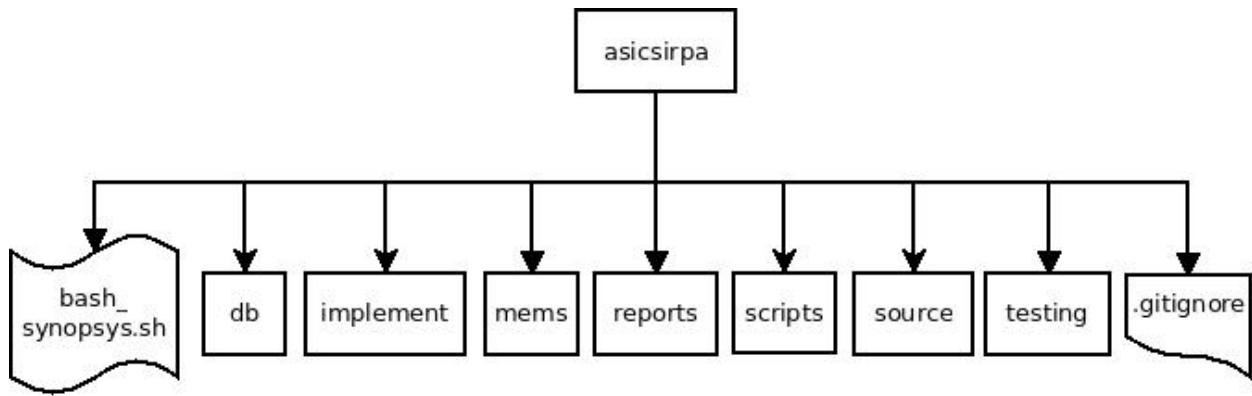 asicsirpa
bash_
synopsys.sh
db
implement
mems
reports
scripts
source
testing
.gitignore